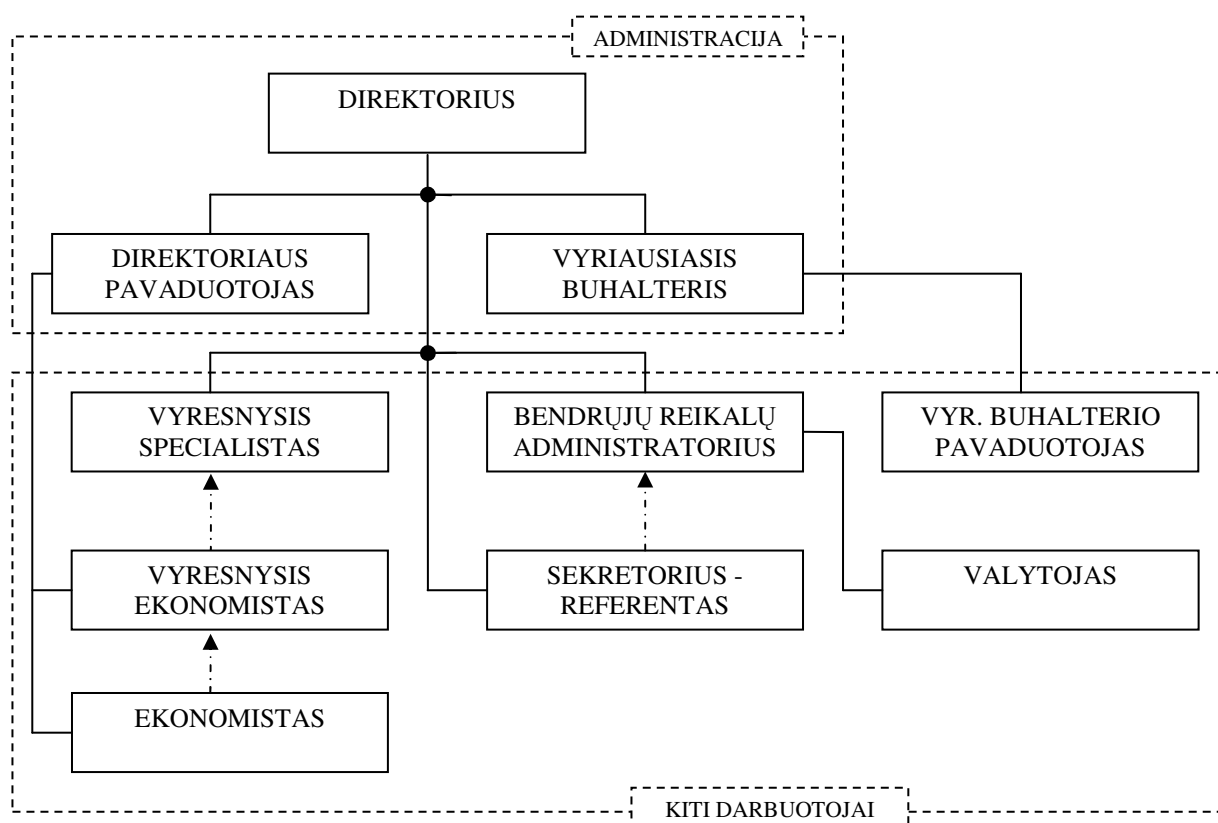 ADMINISTRACIJA
DIREKTORIUS
DIREKTORIAUS
PAVADUOTOJAS
VYRIAUSIASIS
BUHALTERIS
VYRESNYSIS
SPECIALISTAS
BENDRŲJŲ REIKALŲ
ADMINISTRATORIUS
VYR. BUHALTERIO
PAVADUOTOJAS
VYRESNYSIS
EKONOMISTAS
SEKRETORIUS -
REFERENTAS
VALYTOJAS
EKONOMISTAS
KITI DARBUOTOJAI